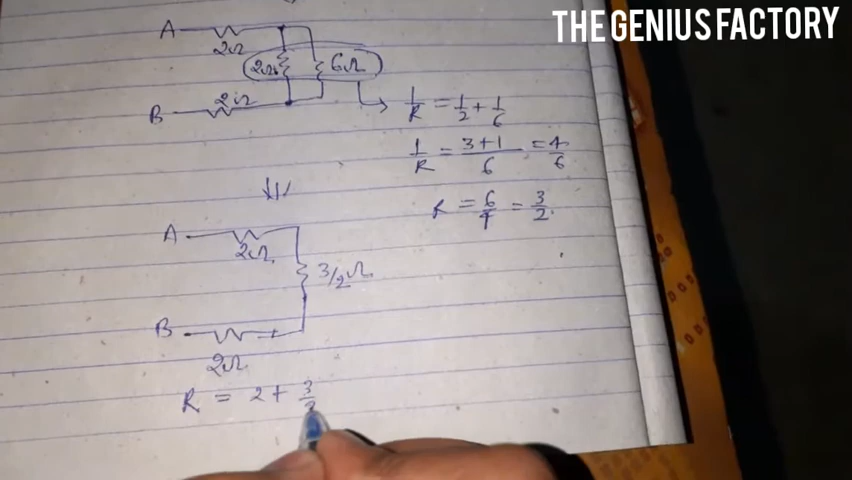 THE GENIUS FACTORY
A
2Ω
2Ω
6Ω
B
2Ω
1/R = 1/2 + 1/6
1/R = 3+1/6 = 4/6
R = 6/4 = 3/2
A
2Ω
3/2Ω
B
2Ω
R = 2 + 3/2